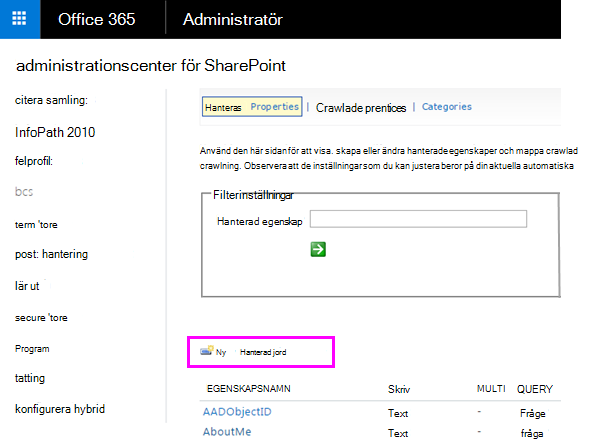 Office 365 Administratör
administrationscenter för SharePoint
citera samling:
InfoPath 2010
felprofil:
bcs
term 'tore
post: hantering
lär ut
secure 'tore
Program
tatting
konfigurera hybrid
Hanteras Properties | Crawlade prentices | Categories
Använd den här sidan för att visa. skapa eller ändra hanterade egenskaper och mappa crawlad
crawlning. Observera att de inställningar som du kan justera beror på din aktuella automatiska
Filterinställningar
Hanterad egenskap
Ny Hanterad jord
EGENSKAPSNAMN Skriv MULTI QUERY
AADObjectID Text - Fråge
AboutMe Text - fråga